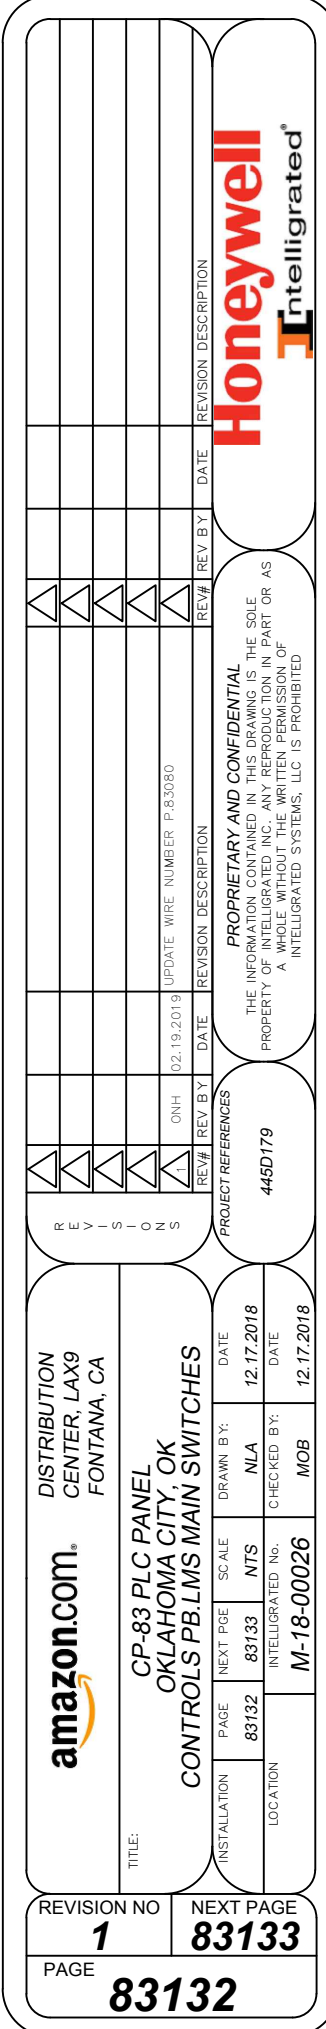 REVISION NO
1
NEXT PAGE
83133
PAGE
83132
amazon.com®
DISTRIBUTION
CENTER, LAX9
FONTANA, CA
TITLE:
CP-83 PLC PANEL
OKLAHOMA CITY, OK
CONTROLS PB.LMS MAIN SWITCHES
INSTALLATION
PAGE
83132
NEXT PGE
83133
SCALE
NTS
DRAWN BY:
NLA
DATE
12.17.2018
LOCATION
INTELLIGRATED No.
M-18-00026
CHECKED BY:
MOB
DATE
12.17.2018
REVISIONS
1 ONH 02.19.2019 UPDATE WIRE NUMBER P.83080
REV# REV BY DATE REVISION DESCRIPTION
REV# REV BY DATE REVISION DESCRIPTION
PROJECT REFERENCES
445D179
PROPRIETARY AND CONFIDENTIAL
THE INFORMATION CONTAINED IN THIS DRAWING IS THE SOLE
PROPERTY OF INTELLIGRATED INC. ANY REPRODUCTION IN PART OR AS
A WHOLE WITHOUT THE WRITTEN PERMISSION OF
INTELLIGRATED SYSTEMS, LLC IS PROHIBITED
Honeywell
Intelligrated®